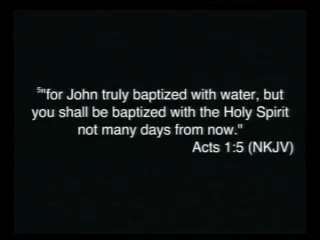 5"for John truly baptized with water, but
you shall be baptized with the Holy Spirit
not many days from now."
Acts 1:5 (NKJV)